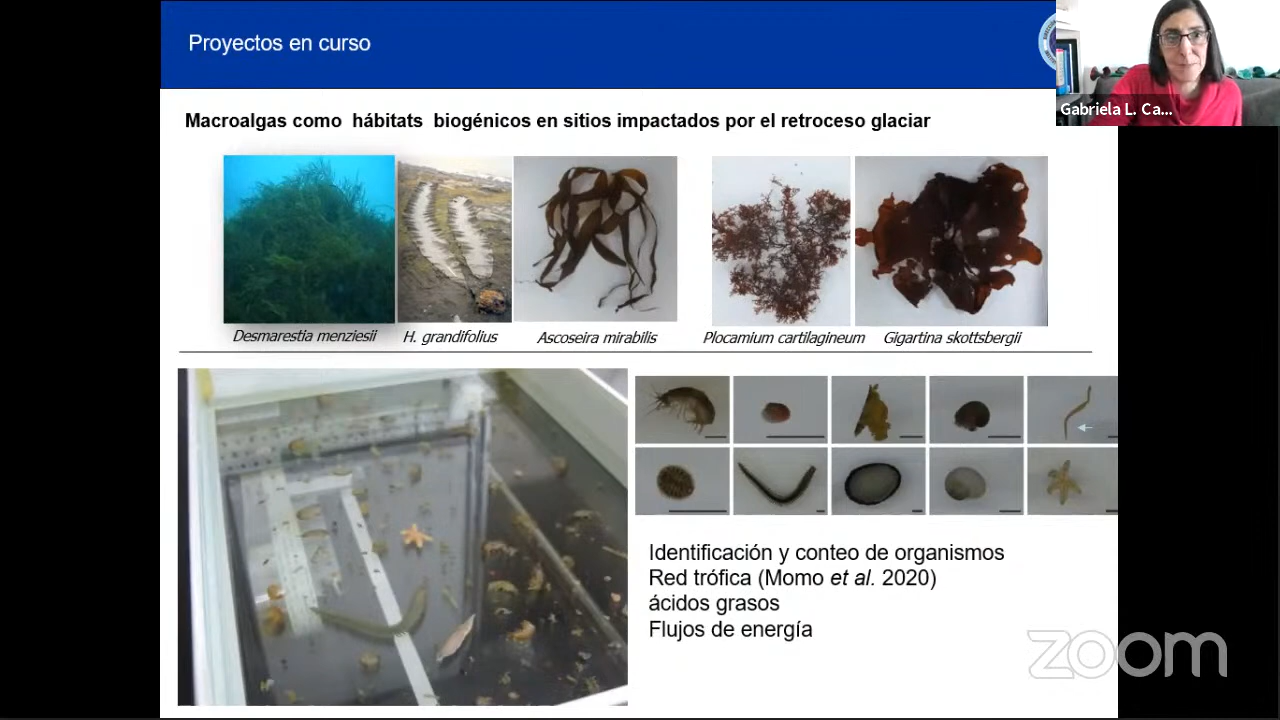 Proyectos en curso
Gabriela L. Ca...
Macroalgas como hábitats biogénicos en sitios impactados por el retroceso glaciar
Desmarestia menziesii
H. grandifolius
Ascoseira mirabilis
Plocamium cartilagineum
Gigartina skottsbergii
Identificación y conteo de organismos
Red trófica (Momo et al. 2020)
ácidos grasos
Flujos de energía
zoom